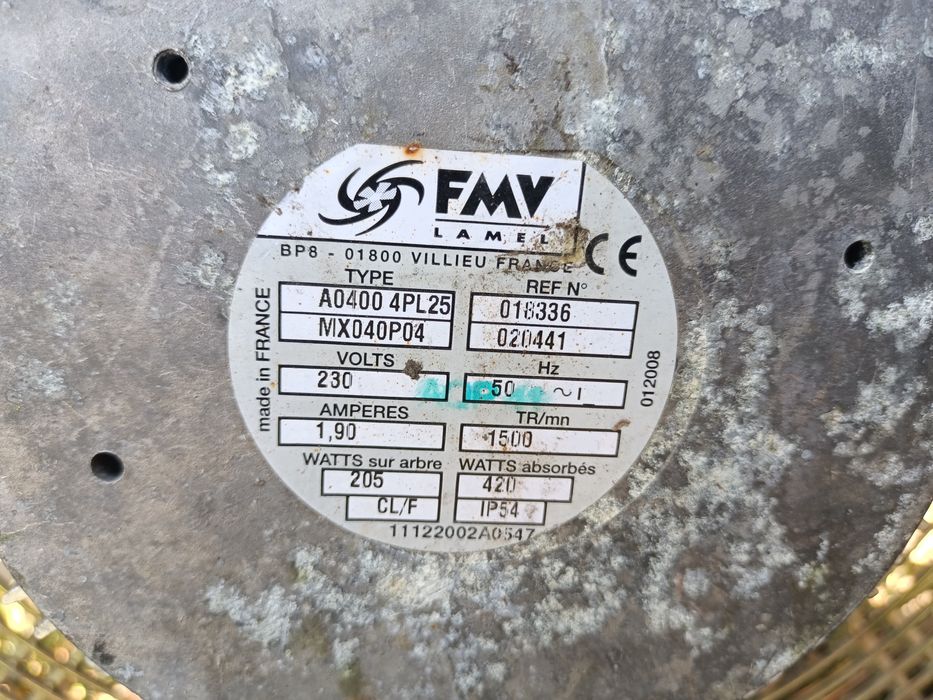 FMV
LAMEL
CE
BP8 - 01800 VILLIEU FRANCE
TYPE
REF N°
A0400 4PL25
018336
MX040P04
020441
VOLTS
Hz
230
50 ~ I
AMPERES
TR/mn
1,90
1500
WATTS sur arbre
WATTS absorbés
205
420
CL/F
IP54
11122002A0547
made in FRANCE
012008